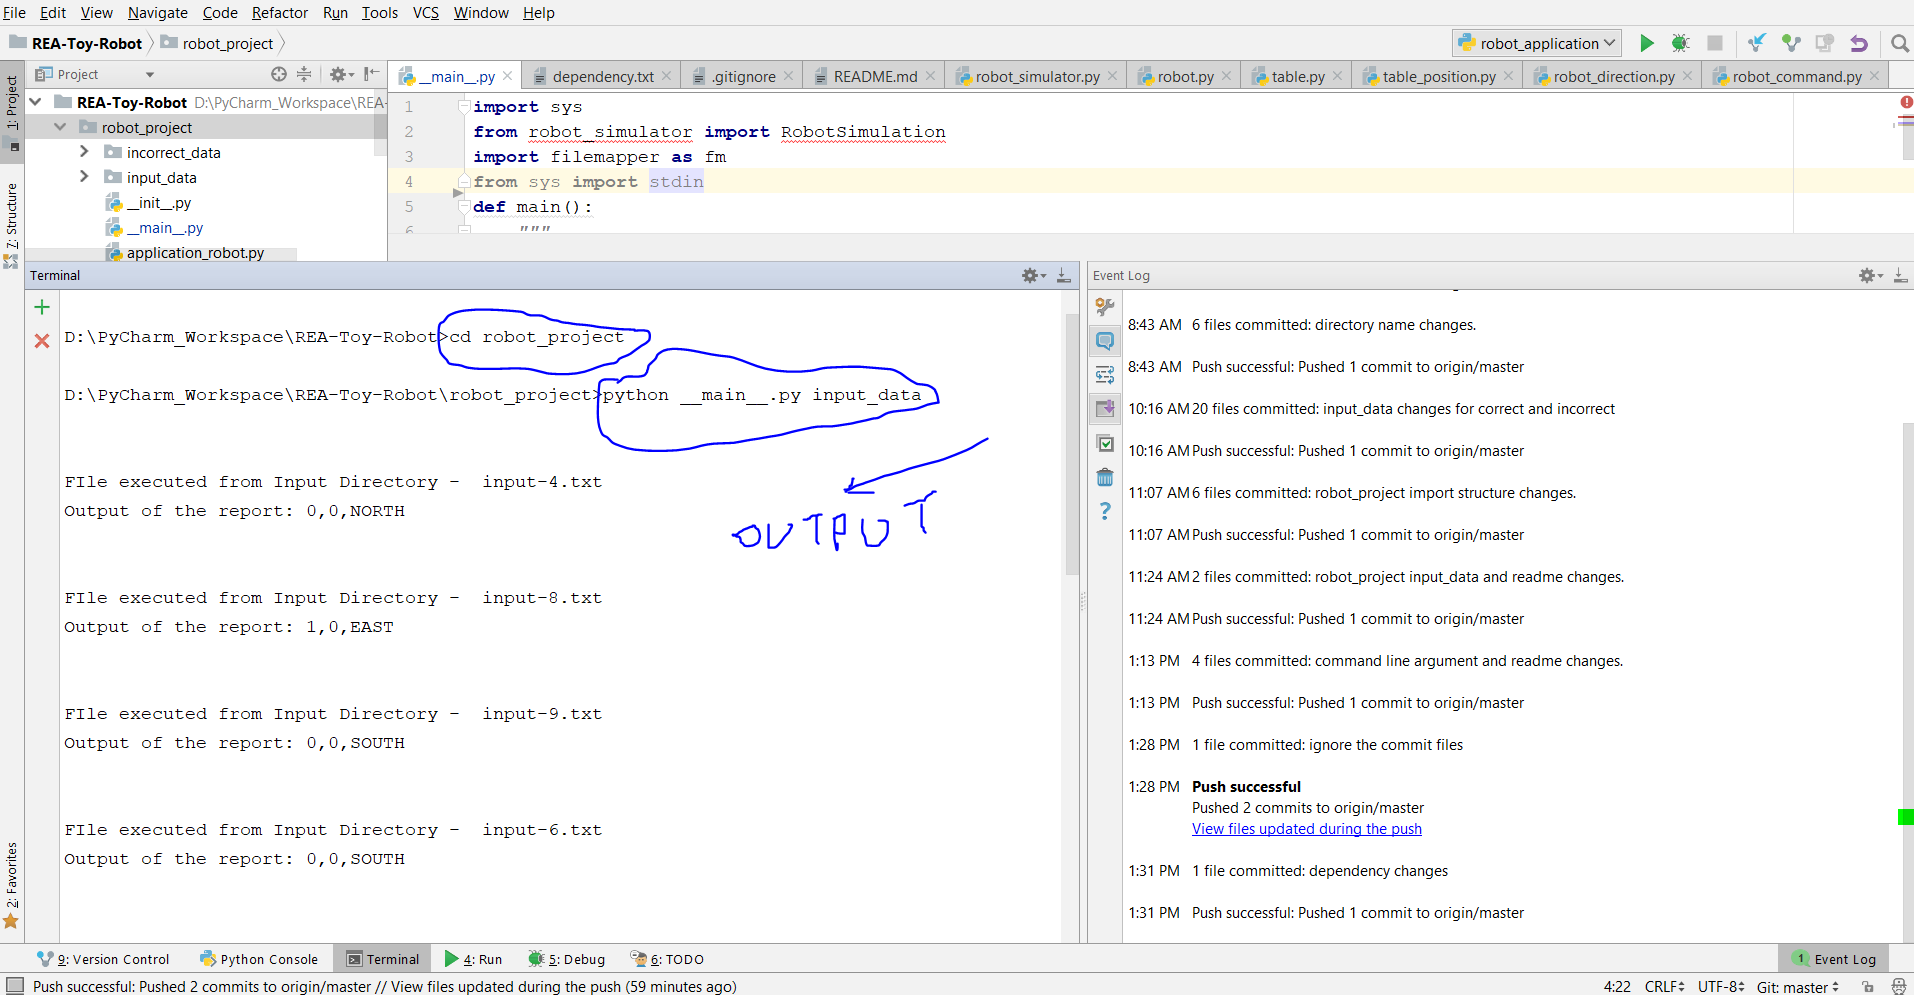 File Edit View Navigate Code Refactor Run Tools VCS Window Help
REA-Toy-Robot robot_project robot_application
1: Project
7: Structure
2: Favorites
Project
__main__.py dependency.txt .gitignore README.md robot_simulator.py robot.py table.py table_position.py robot_direction.py robot_command.py
REA-Toy-Robot D:\PyCharm_Workspace\REA-
robot_project
incorrect_data
input_data
__init__.py
__main__.py
application_robot.py
1 import sys
2 from robot_simulator import RobotSimulation
3 import filemapper as fm
4 from sys import stdin
5 def main():
6 """
Terminal
D:\PyCharm_Workspace\REA-Toy-Robot>cd robot_project
D:\PyCharm_Workspace\REA-Toy-Robot\robot_project>python __main__.py input_data
FIle executed from Input Directory - input-4.txt
Output of the report: 0,0,NORTH
OUTPUT
FIle executed from Input Directory - input-8.txt
Output of the report: 1,0,EAST
FIle executed from Input Directory - input-9.txt
Output of the report: 0,0,SOUTH
FIle executed from Input Directory - input-6.txt
Output of the report: 0,0,SOUTH
Event Log
8:43 AM 6 files committed: directory name changes.
8:43 AM Push successful: Pushed 1 commit to origin/master
10:16 AM 20 files committed: input_data changes for correct and incorrect
10:16 AM Push successful: Pushed 1 commit to origin/master
11:07 AM 6 files committed: robot_project import structure changes.
11:07 AM Push successful: Pushed 1 commit to origin/master
11:24 AM 2 files committed: robot_project input_data and readme changes.
11:24 AM Push successful: Pushed 1 commit to origin/master
1:13 PM 4 files committed: command line argument and readme changes.
1:13 PM Push successful: Pushed 1 commit to origin/master
1:28 PM 1 file committed: ignore the commit files
1:28 PM Push successful
Pushed 2 commits to origin/master
View files updated during the push
1:31 PM 1 file committed: dependency changes
1:31 PM Push successful: Pushed 1 commit to origin/master
9: Version Control Python Console Terminal 4: Run 5: Debug 6: TODO 1 Event Log
Push successful: Pushed 2 commits to origin/master // View files updated during the push (59 minutes ago) 4:22 CRLF UTF-8 Git: master